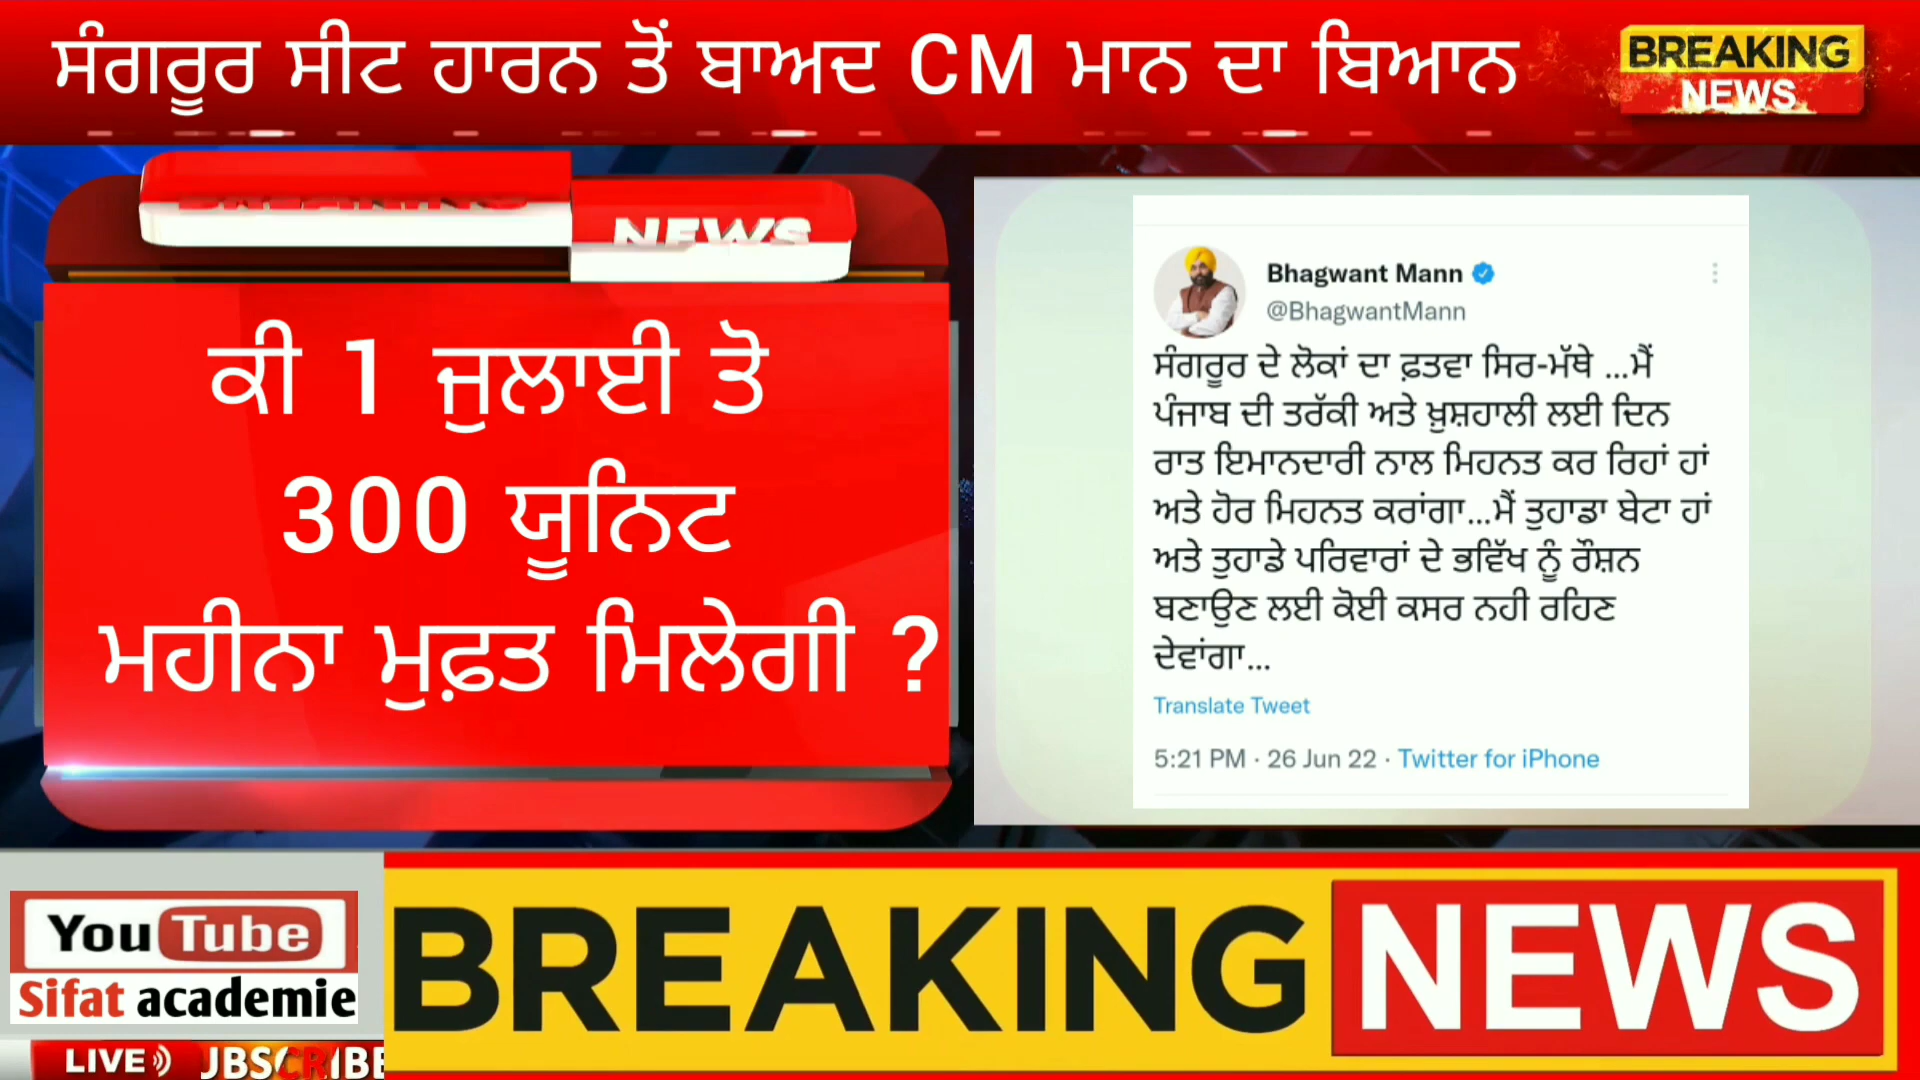 ਸੰਗਰੂਰ ਸੀਟ ਹਾਰਨ ਤੋਂ ਬਾਅਦ CM ਮਾਨ ਦਾ ਬਿਆਨ
BREAKING
NEWS
NEWS
ਕੀ 1 ਜੁਲਾਈ ਤੋ
300 ਯੂਨਿਟ
ਮਹੀਨਾ ਮੁਫ਼ਤ ਮਿਲੇਗੀ ?
Bhagwant Mann
@BhagwantMann
ਸੰਗਰੂਰ ਦੇ ਲੋਕਾਂ ਦਾ ਫ਼ਤਵਾ ਸਿਰ-ਮੱਥੇ ...ਮੈਂ
ਪੰਜਾਬ ਦੀ ਤਰੱਕੀ ਅਤੇ ਖ਼ੁਸ਼ਹਾਲੀ ਲਈ ਦਿਨ
ਰਾਤ ਇਮਾਨਦਾਰੀ ਨਾਲ ਮਿਹਨਤ ਕਰ ਰਿਹਾਂ ਹਾਂ
ਅਤੇ ਹੋਰ ਮਿਹਨਤ ਕਰਾਂਗਾ...ਮੈਂ ਤੁਹਾਡਾ ਬੇਟਾ ਹਾਂ
ਅਤੇ ਤੁਹਾਡੇ ਪਰਿਵਾਰਾਂ ਦੇ ਭਵਿੱਖ ਨੂੰ ਰੌਸ਼ਨ
ਬਣਾਉਣ ਲਈ ਕੋਈ ਕਸਰ ਨਹੀ ਰਹਿਣ
ਦੇਵਾਂਗਾ...
Translate Tweet
5:21 PM · 26 Jun 22 · Twitter for iPhone
YouTube
Sifat academie
LIVE
BREAKING NEWS